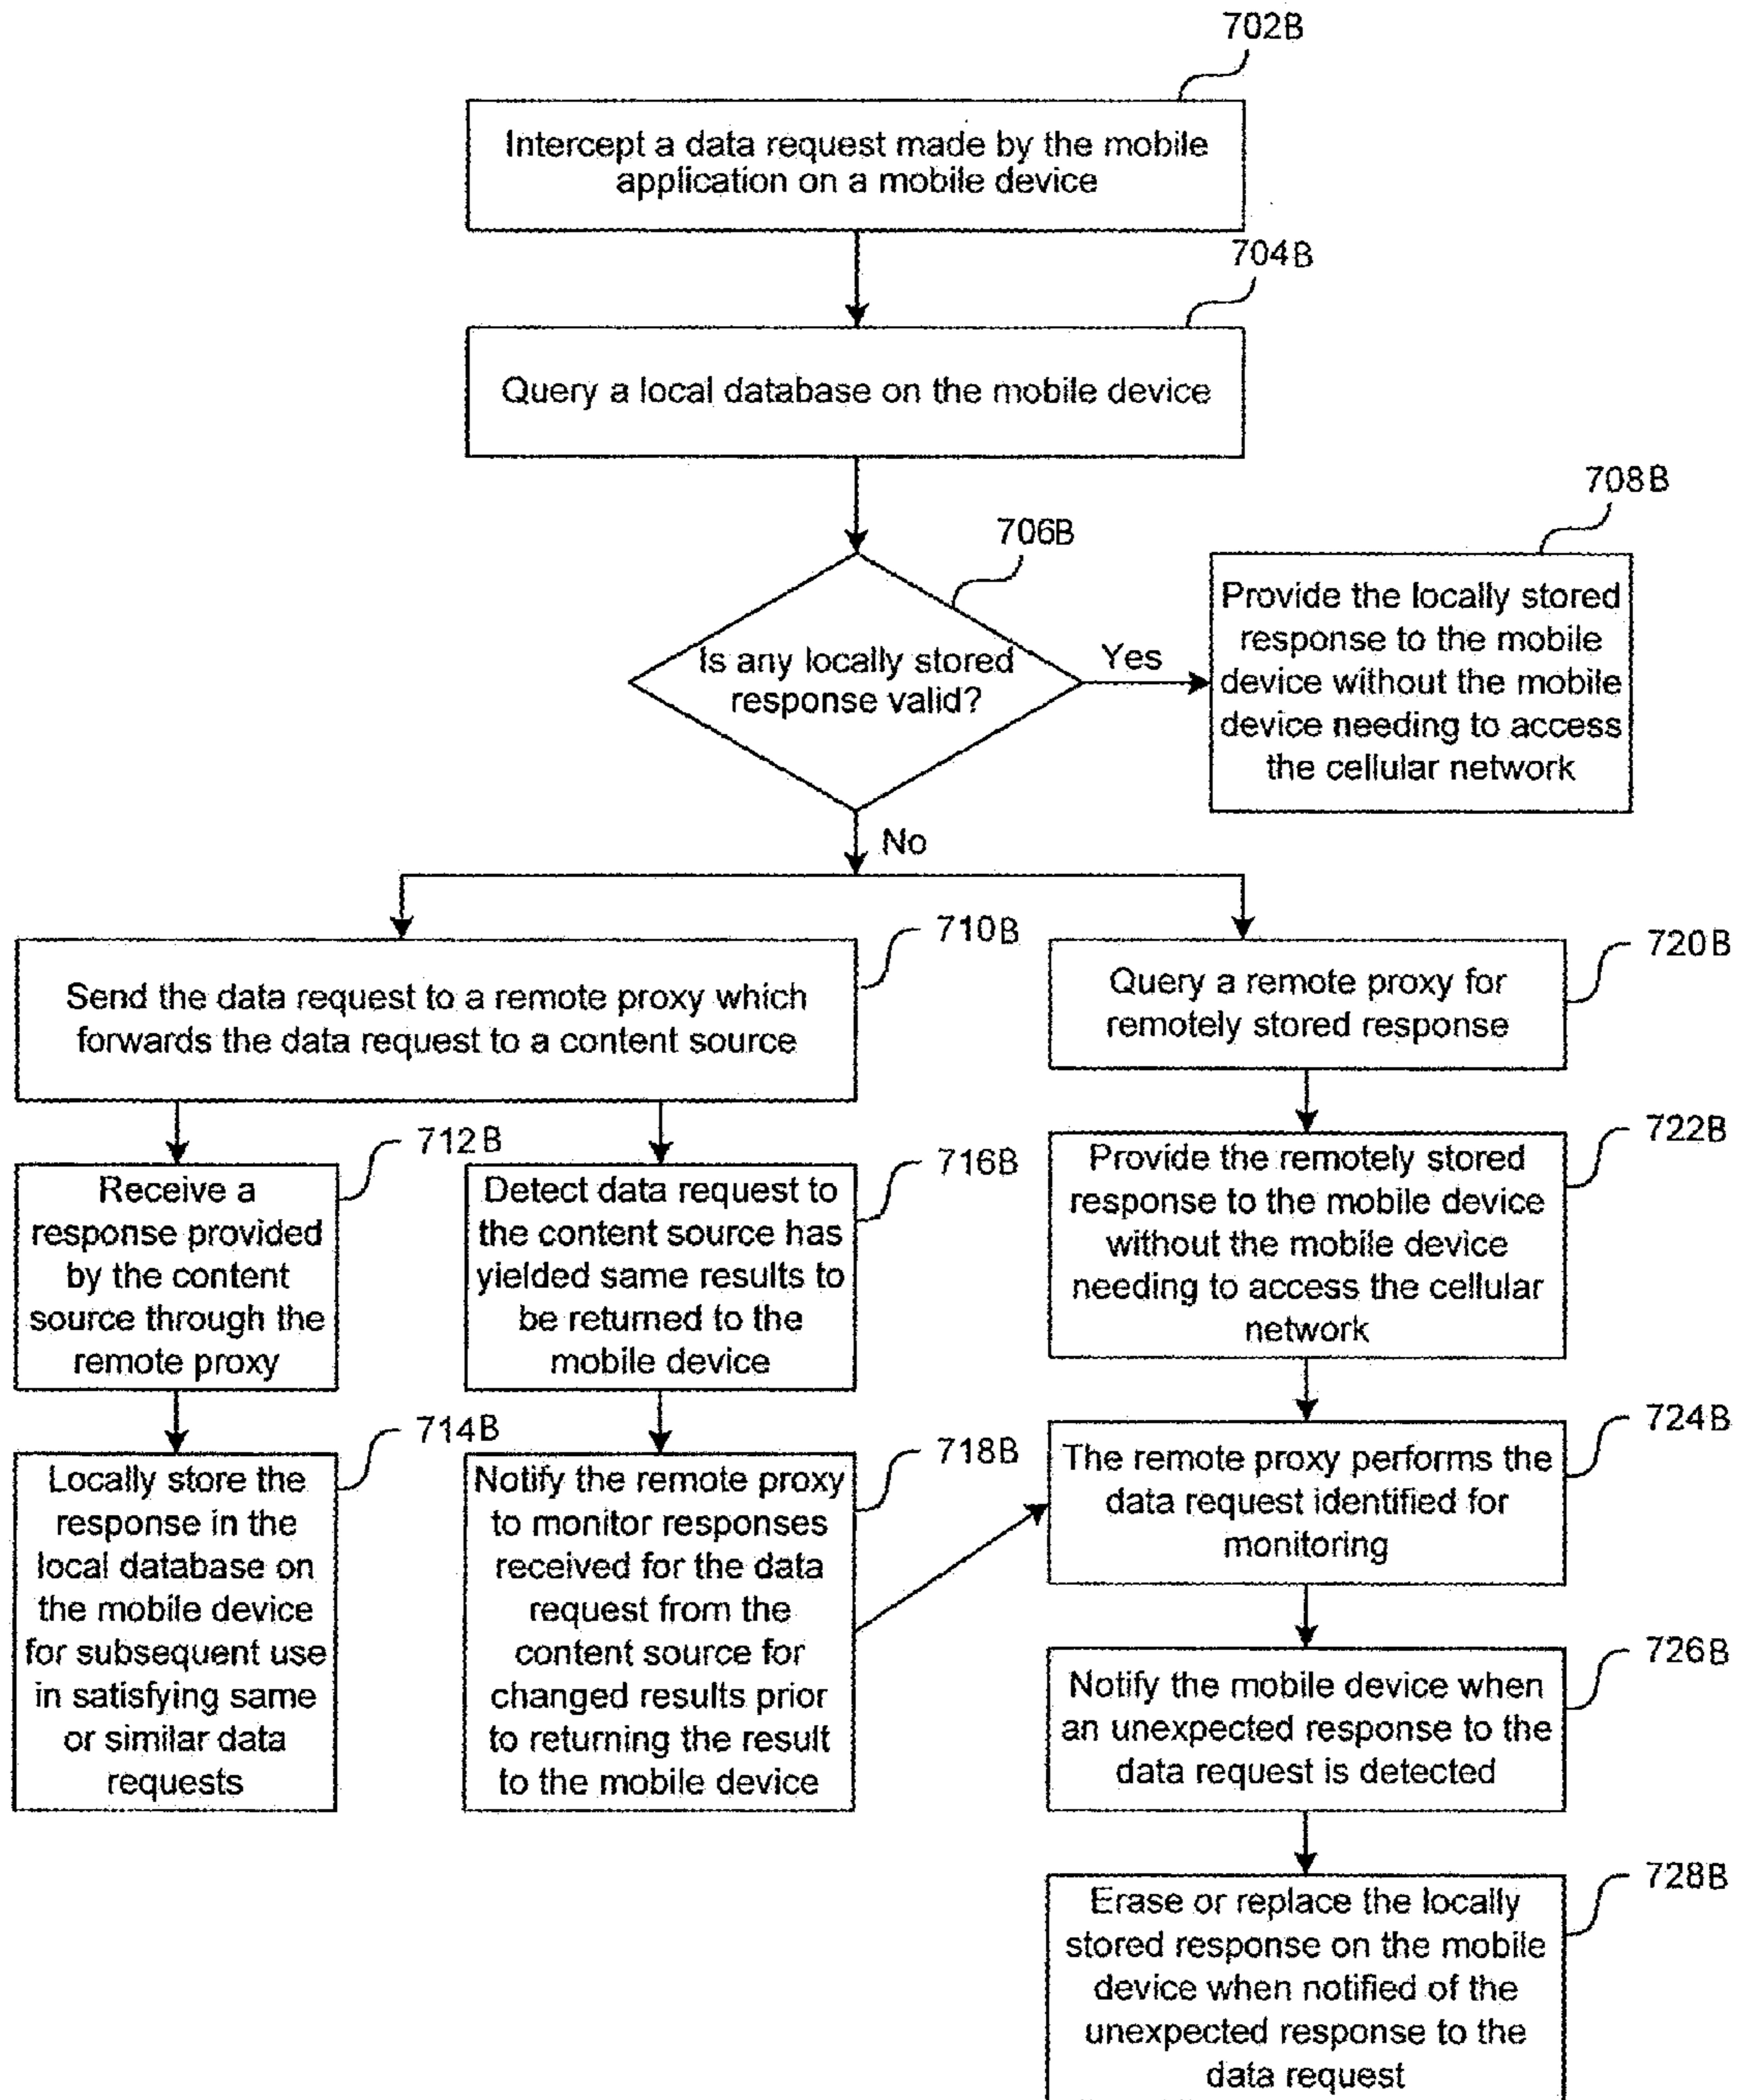 702B
Intercept a data request made by the mobile
application on a mobile device
704B
Query a local database on the mobile device
706B
Is any locally stored
response valid?
Yes
No
708B
Provide the locally stored
response to the mobile
device without the mobile
device needing to access
the cellular network
710B
Send the data request to a remote proxy which
forwards the data request to a content source
712B
Receive a
response provided
by the content
source through the
remote proxy
714B
Locally store the
response in the
local database on
the mobile device
for subsequent use
in satisfying same
or similar data
requests
716B
Detect data request to
the content source has
yielded same results to
be returned to the
mobile device
718B
Notify the remote proxy
to monitor responses
received for the data
request from the
content source for
changed results prior
to returning the result
to the mobile device
720B
Query a remote proxy for
remotely stored response
722B
Provide the remotely stored
response to the mobile device
without the mobile device
needing to access the cellular
network
724B
The remote proxy performs the
data request identified for
monitoring
726B
Notify the mobile device when
an unexpected response to the
data request is detected
728B
Erase or replace the locally
stored response on the mobile
device when notified of the
unexpected response to the
data request